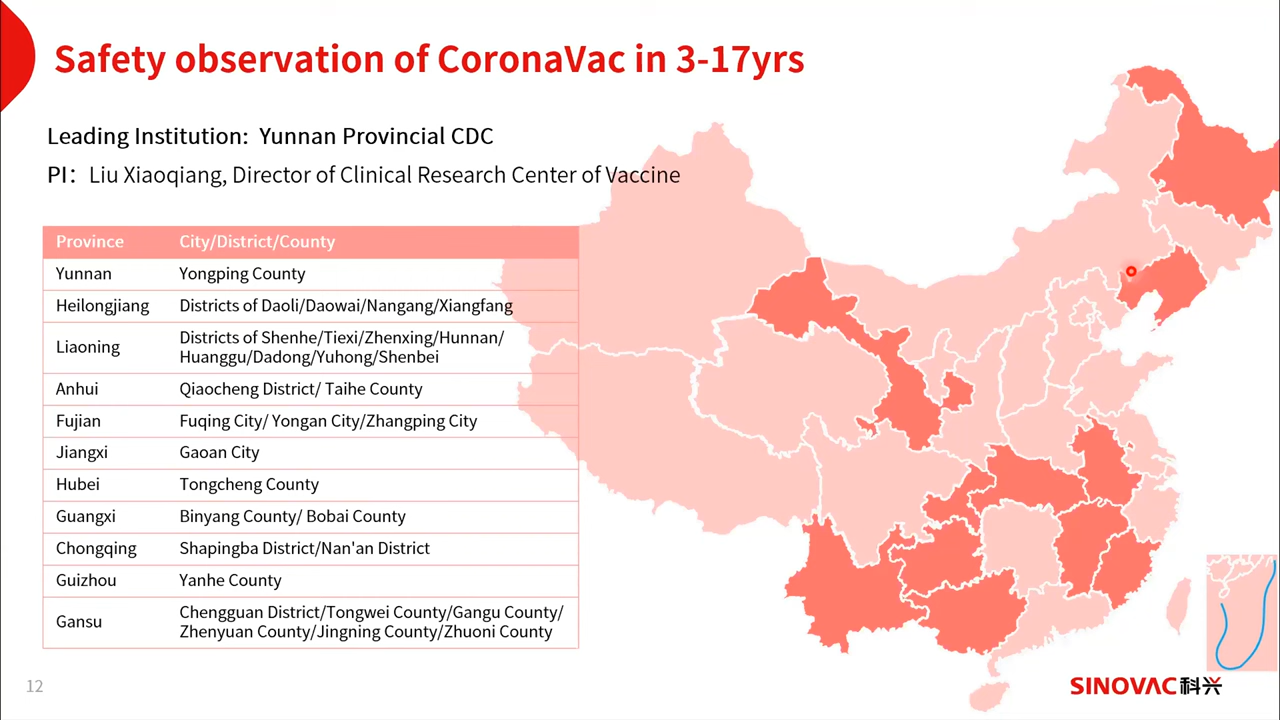 Safety observation of CoronaVac in 3-17yrs
Leading Institution: Yunnan Provincial CDC
PI：Liu Xiaoqiang, Director of Clinical Research Center of Vaccine
Province City/District/County
Yunnan Yongping County
Heilongjiang Districts of Daoli/Daowai/Nangang/Xiangfang
Liaoning Districts of Shenhe/Tiexi/Zhenxing/Hunnan/
Huanggu/Dadong/Yuhong/Shenbei
Anhui Qiaocheng District/ Taihe County
Fujian Fuqing City/ Yongan City/Zhangping City
Jiangxi Gaoan City
Hubei Tongcheng County
Guangxi Binyang County/ Bobai County
Chongqing Shapingba District/Nan'an District
Guizhou Yanhe County
Gansu Chengguan District/Tongwei County/Gangu County/
Zhenyuan County/Jingning County/Zhuoni County
12
SINOVAC科兴